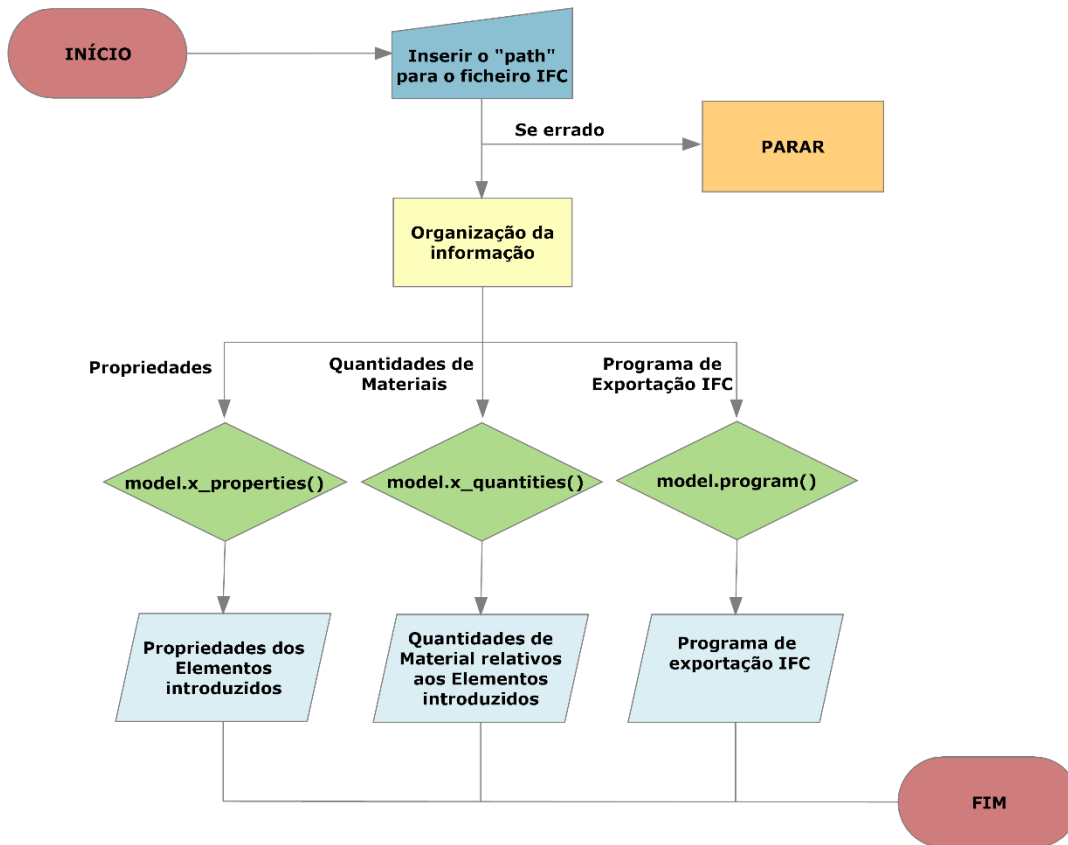 INÍCIO
Inserir o "path"
para o ficheiro IFC
Se errado
PARAR
Organização da
informação
Propriedades
Quantidades de
Materiais
Programa de
Exportação IFC
model.x_properties()
model.x_quantities()
model.program()
Propriedades dos
Elementos
introduzidos
Quantidades de
Material relativos
aos Elementos
introduzidos
Programa de
exportação IFC
FIM